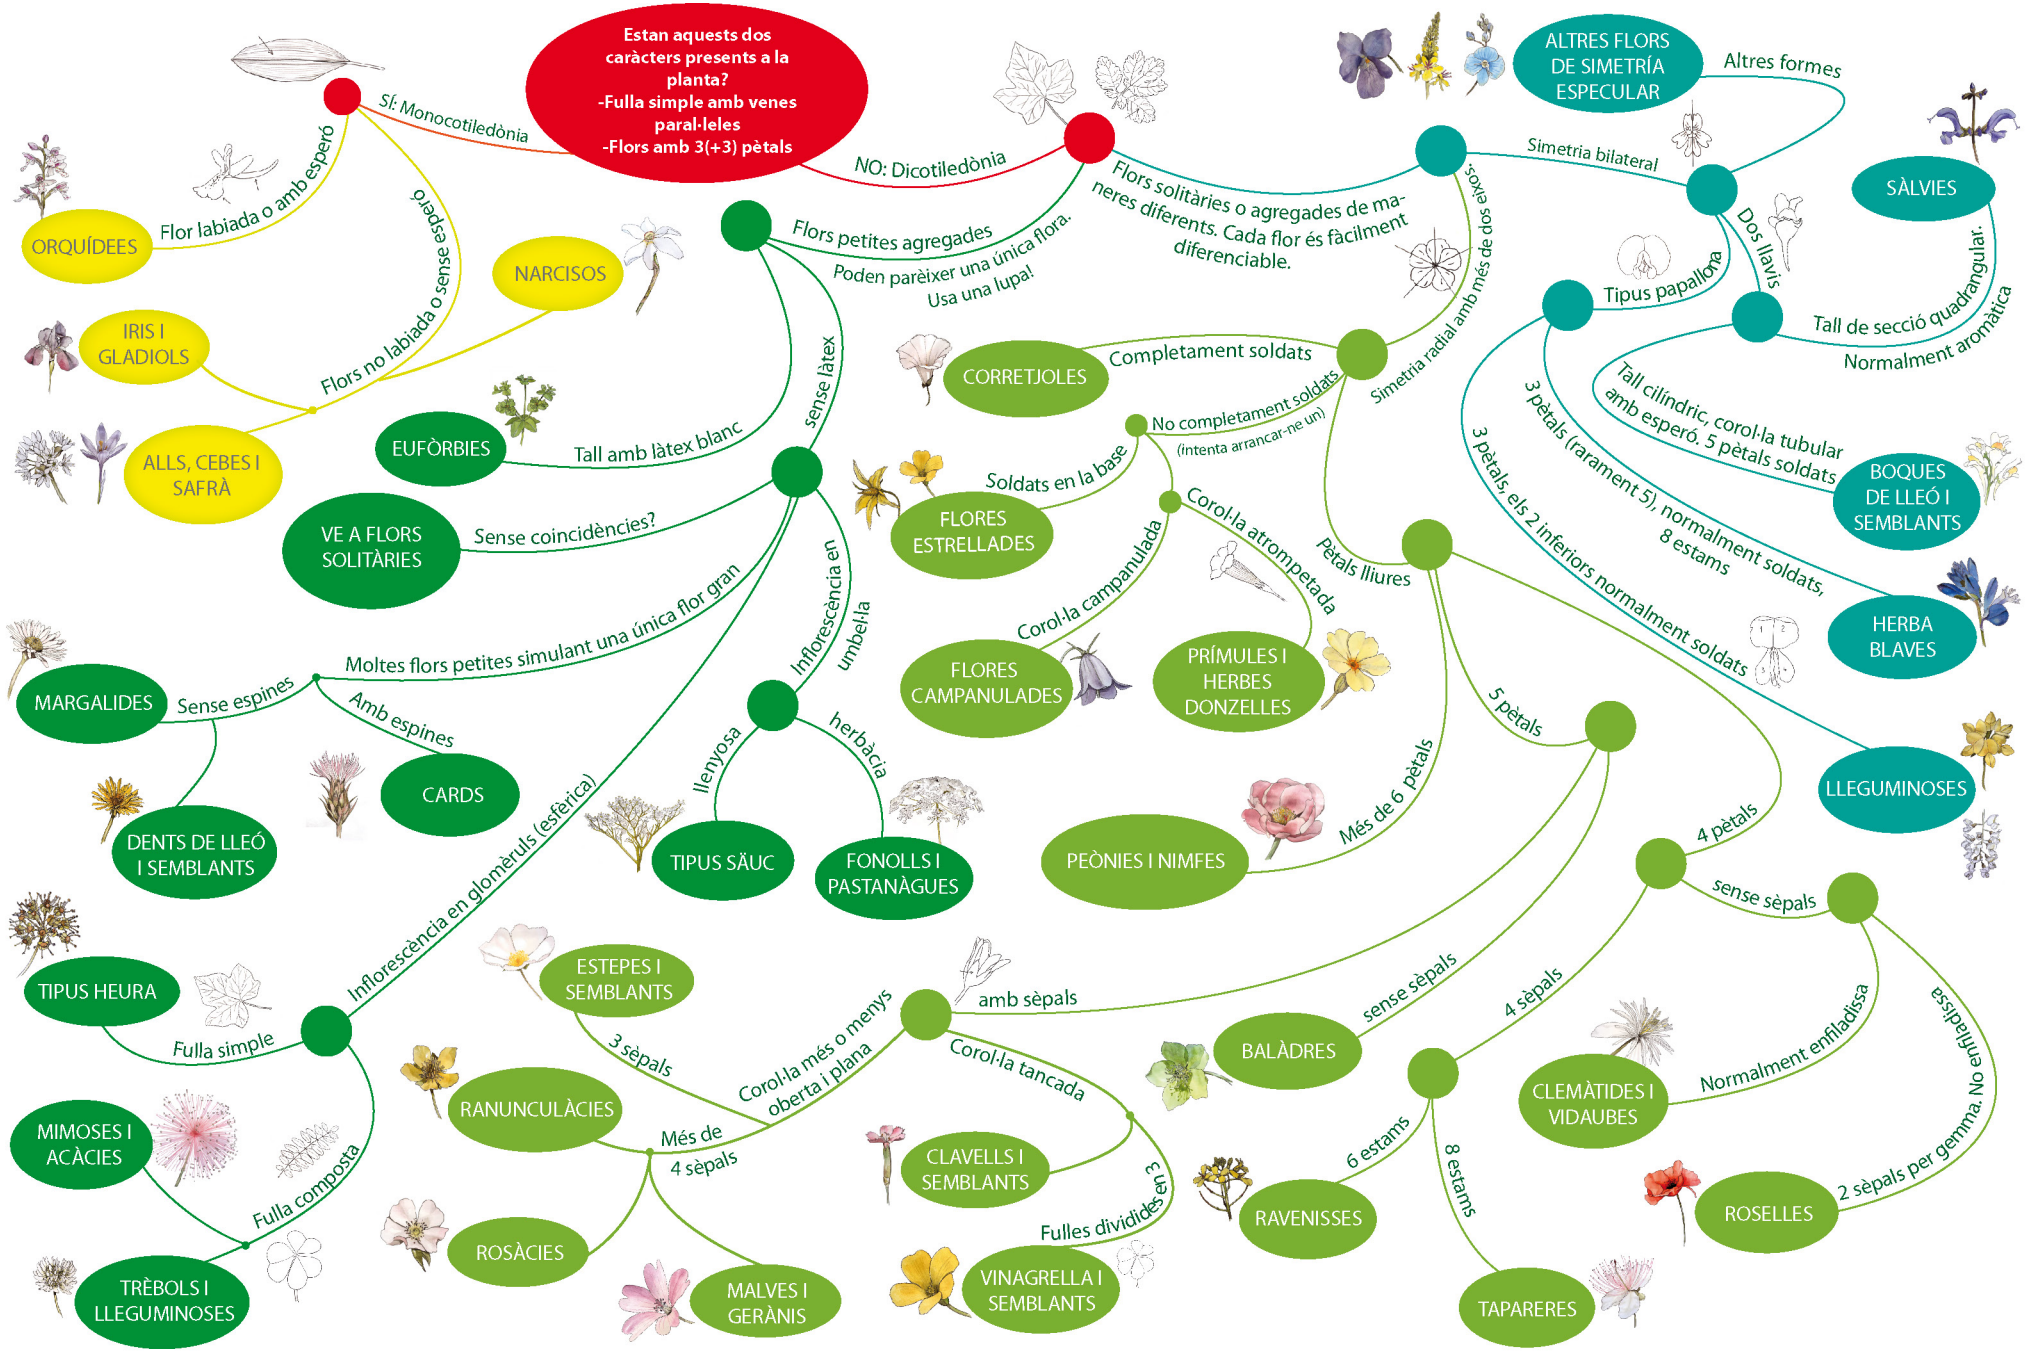 Estan aquests dos
caràcters presents a la
planta?
-Fulla simple amb venes
paral·leles
-Flors amb 3(+3) pètals
SÍ: Monocotiledònia
NO: Dicotiledònia
Flor labiada o amb esperó
ORQUÍDEES
Flors no labiada o sense esperó
NARCISOS
IRIS I
GLADIOLS
ALLS, CEBES I
SAFRÀ
Flors petites agregades
Poden parèixer una única flora.
Usa una lupa!
Tall amb làtex blanc
EUFÒRBIES
sense làtex
Sense coincidències?
VE A FLORS
SOLITÀRIES
Moltes flors petites simulant una única flor gran
Sense espines
MARGALIDES
DENTS DE LLEÓ
I SEMBLANTS
Amb espines
CARDS
Inflorescència en
umbel·la
llenyosa
TIPUS SÄUC
herbàcia
FONOLLS I
PASTANÀGUES
Inflorescència en glomèruls (esfèrica)
Fulla simple
TIPUS HEURA
Fulla composta
MIMOSES I
ACÀCIES
TRÈBOLS I
LLEGUMINOSES
Flors solitàries o agregades de ma-
neres diferents. Cada flor és fàcilment
diferenciable.
Simetria radial amb més de dos eixos.
Completament soldats
CORRETJOLES
No completament soldats
(intenta arrancar-ne un)
Soldats en la base
FLORES
ESTRELLADES
Corol·la campanulada
FLORES
CAMPANULADES
Corol·la atrompetada
PRÍMULES I
HERBES
DONZELLES
Pètals lliures
Més de 6 pètals
PEÒNIES I NIMFES
5 pètals
amb sèpals
Corol·la més o menys
oberta i plana
3 sèpals
ESTEPES I
SEMBLANTS
Més de
4 sèpals
RANUNCULÀCIES
ROSÀCIES
MALVES I
GERÀNIS
Corol·la tancada
CLAVELLS I
SEMBLANTS
Fulles dividides en 3
VINAGRELLA I
SEMBLANTS
sense sèpals
BALÀDRES
4 pètals
4 sèpals
6 estams
RAVENISSES
8 estams
TAPARERES
sense sèpals
Normalment enfiladissa
CLEMÀTIDES I
VIDAUBES
2 sèpals per gemma. No enfiladissa
ROSELLES
Simetria bilateral
Altres formes
ALTRES FLORS
DE SIMETRÍA
ESPECULAR
Dos llavis
Tall de secció quadrangular.
Normalment aromàtica
SÀLVIES
Tall cilíndric, corol·la tubular
amb esperó. 5 pètals soldats
BOQUES
DE LLEÓ I
SEMBLANTS
Tipus papallona
3 pètals (rarament 5), normalment soldats,
8 estams
HERBA
BLAVES
3 pètals, els 2 inferiors normalment soldats
LLEGUMINOSES